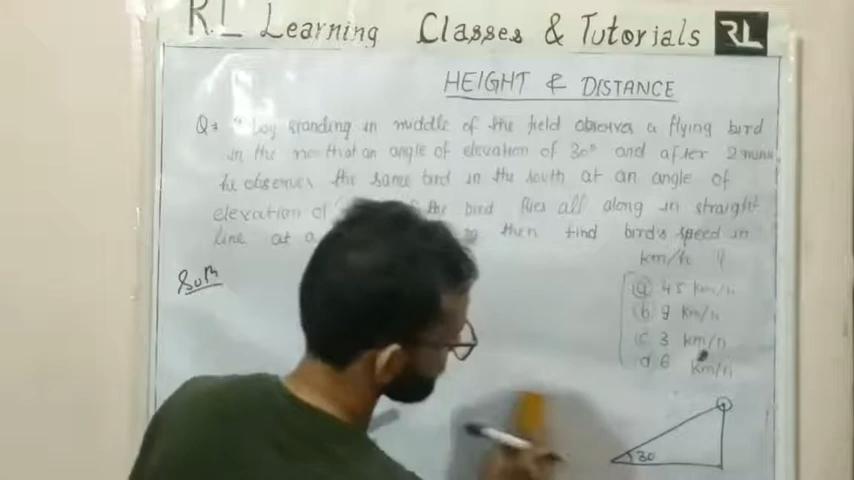 RL Learning Classes & Tutorials RL
HEIGHT & DISTANCE
Q: boy standing in middle of the field observes a flying bird
in the north at an angle of elevation of 30° and after 2 minu
he observes the same bird in the south at an angle of
elevation of the bird flies all along in straight
line at a then find bird's speed in
km/h
Soln
(a) 45 km/h
(b) 9 km/h
(c) 3 km/h
d 6 km/h
30